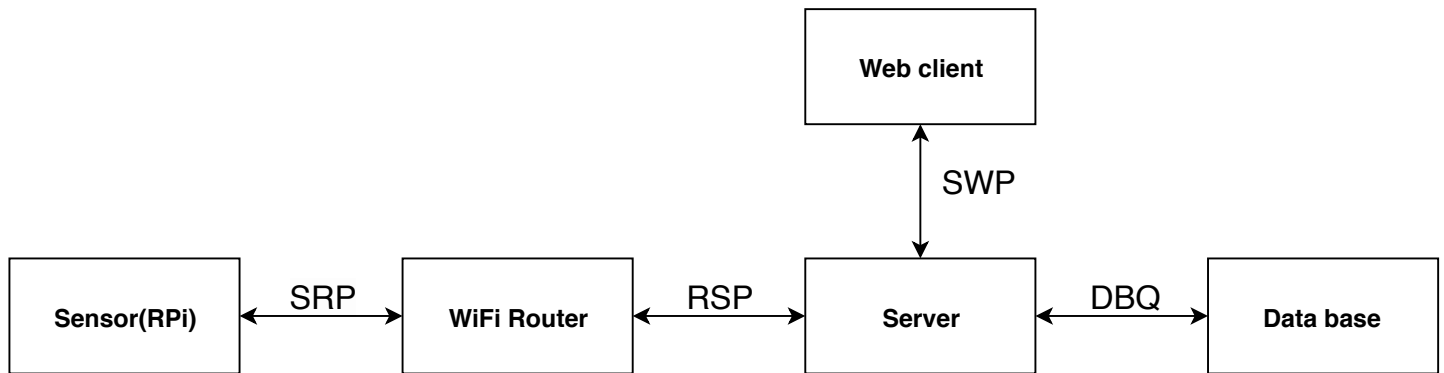 Web client
SWP
Sensor(RPi)
SRP
WiFi Router
RSP
Server
DBQ
Data base